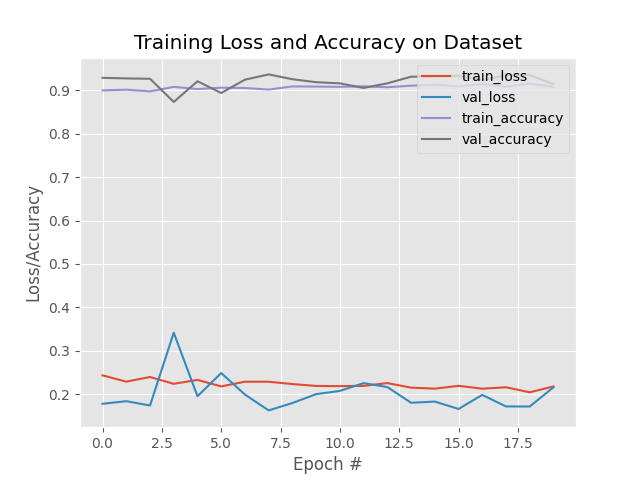 Training Loss and Accuracy on Dataset
Loss/Accuracy
0.9
0.8
0.7
0.6
0.5
0.4
0.3
0.2
train_loss
val_loss
train_accuracy
val_accuracy
0.0 2.5 5.0 7.5 10.0 12.5 15.0 17.5
Epoch #